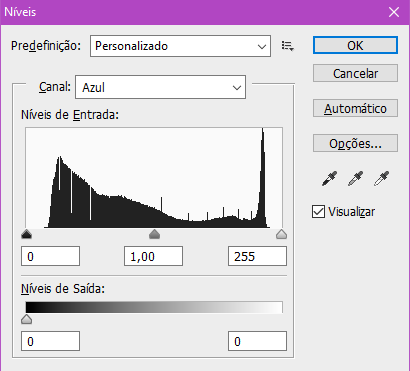 Níveis
Predefinição: Personalizado
OK
Cancelar
Canal: Azul
Automático
Níveis de Entrada:
Opções...
Visualizar
0 1,00 255
Níveis de Saída:
0 0